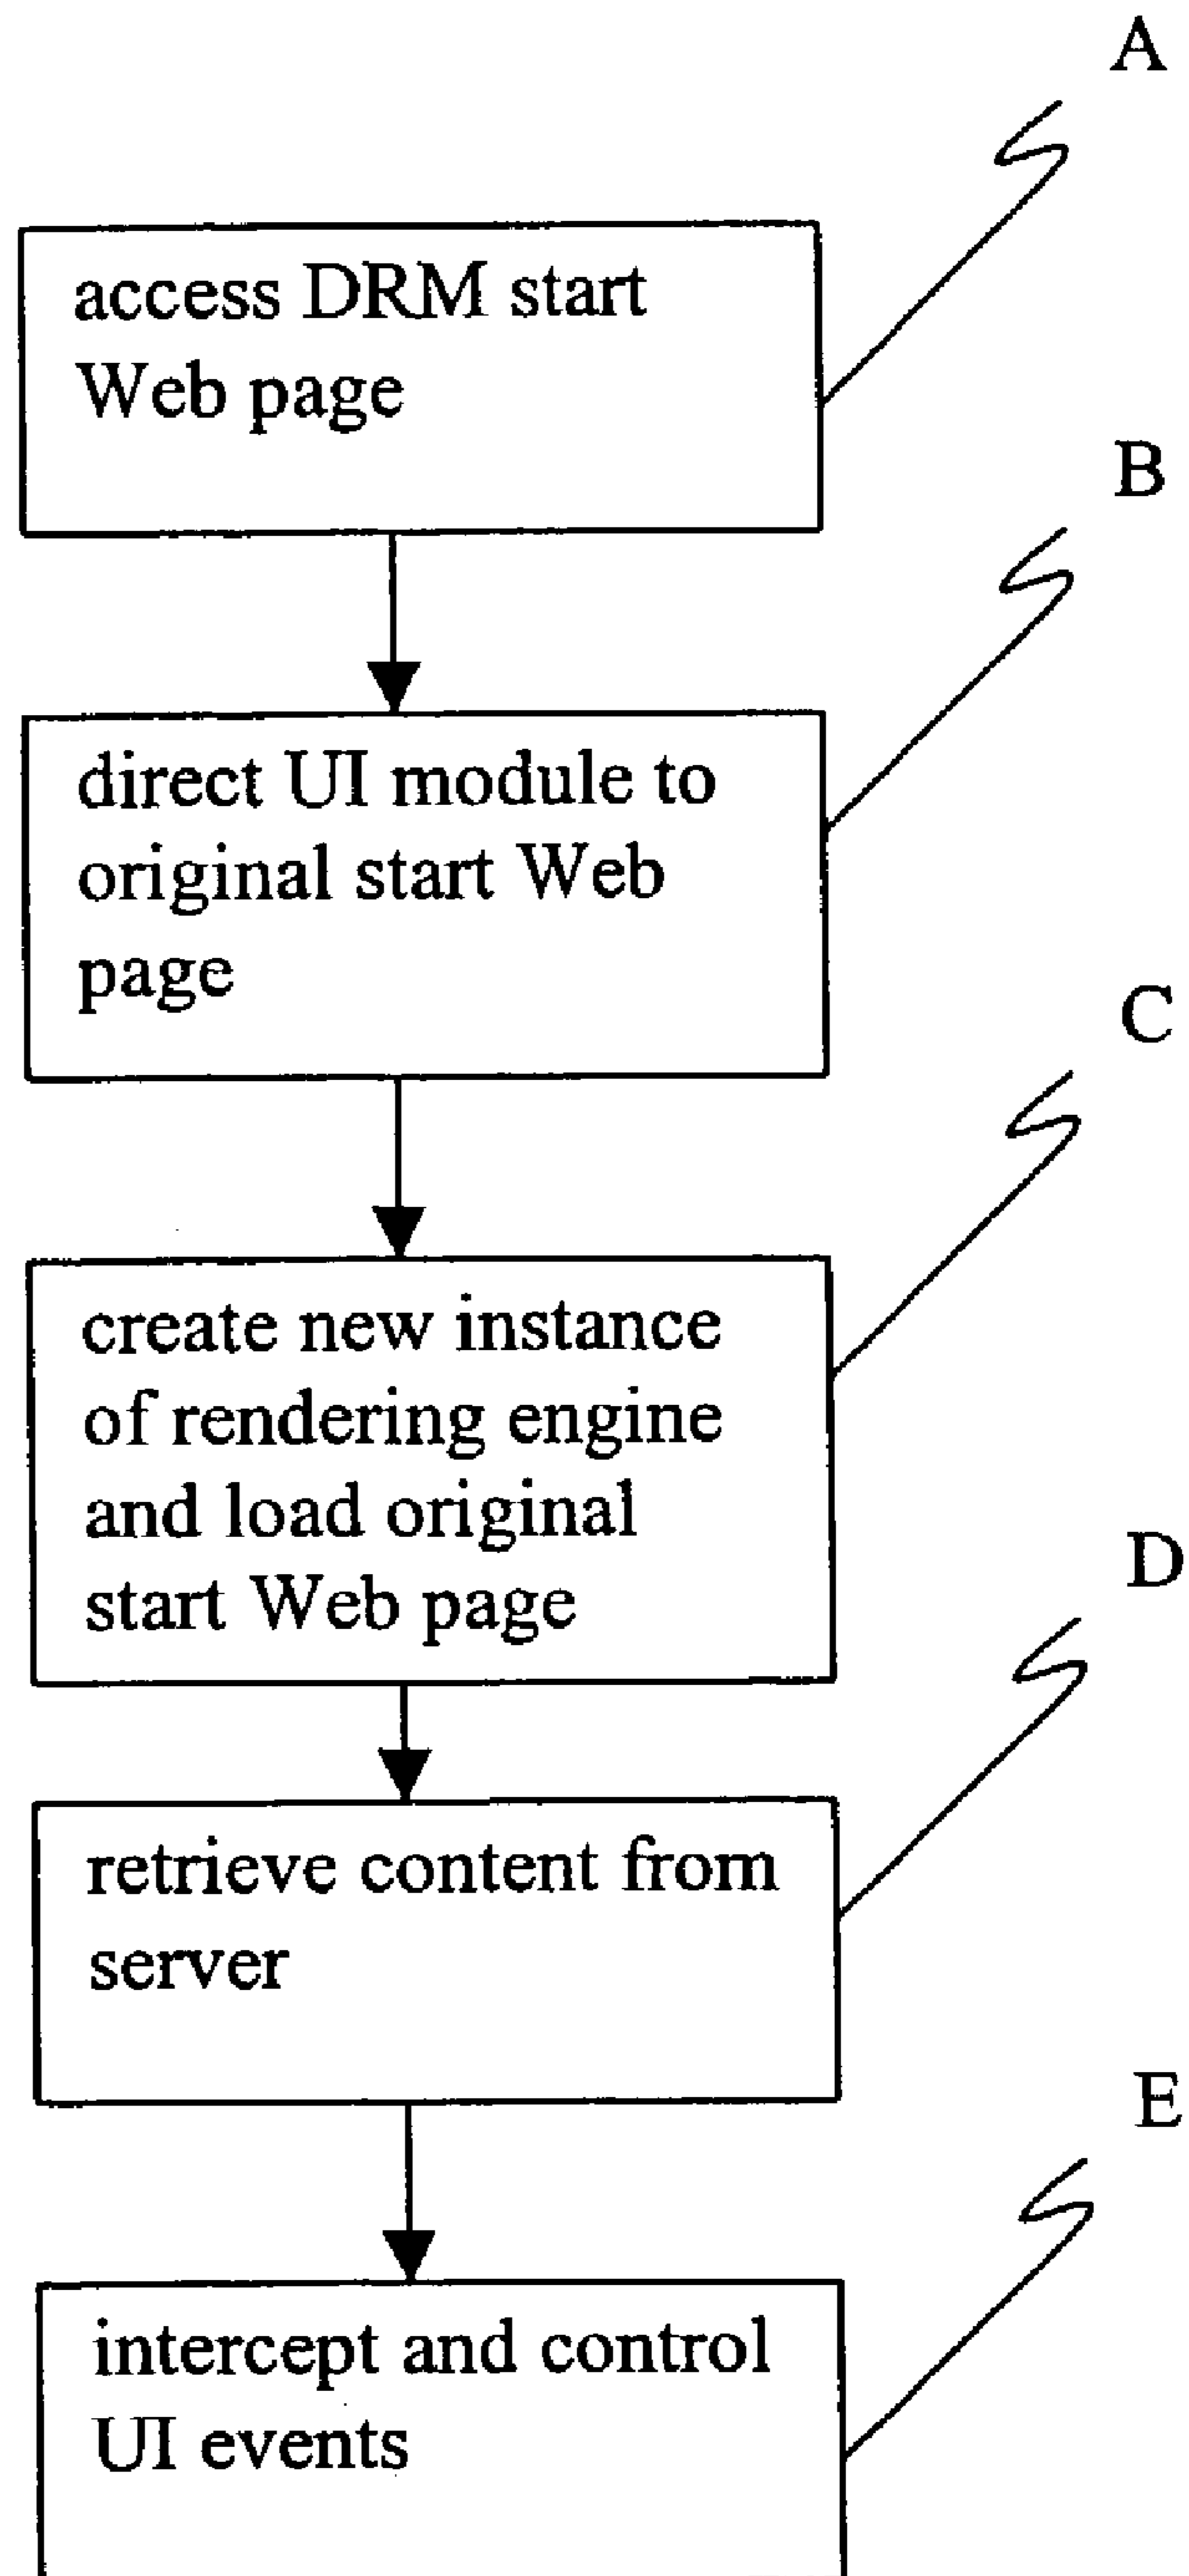 A
access DRM start
Web page
B
direct UI module to
original start Web
page
C
create new instance
of rendering engine
and load original
start Web page
D
retrieve content from
server
E
intercept and control
UI events